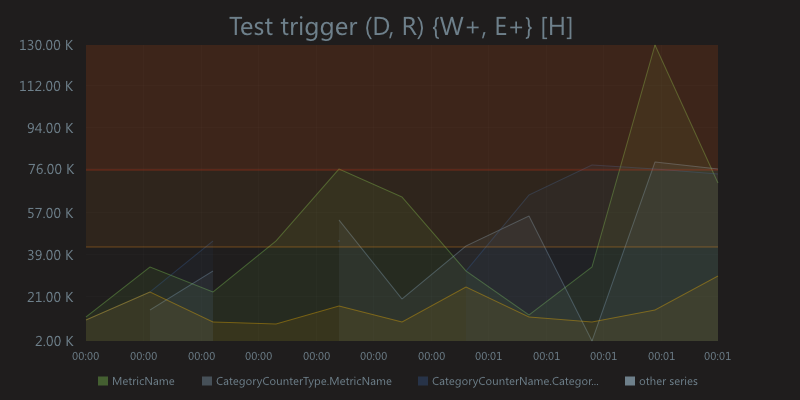 Test trigger (D, R) {W+, E+} [H]
130.00 K
112.00 K
94.00 K
76.00 K
57.00 K
39.00 K
21.00 K
2.00 K
00:00 00:00 00:00 00:00 00:00 00:00 00:00 00:01 00:01 00:01 00:01 00:01
MetricName CategoryCounterType.MetricName CategoryCounterName.Categor... other series